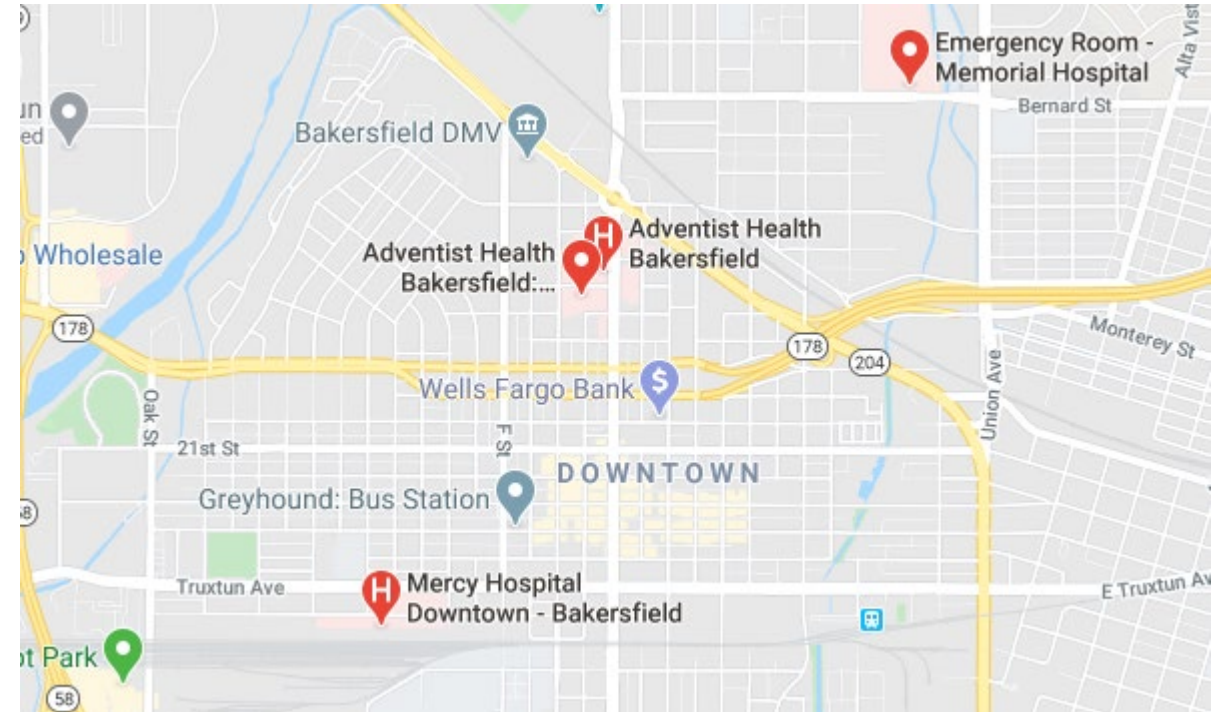 Emergency Room -
Memorial Hospital
Alta Vist
Bernard St
un
ed
Bakersfield DMV
Adventist Health
Bakersfield
Adventist Health
Bakersfield:...
Wholesale
178
Monterey St
178
204
Wells Fargo Bank
$
Oak St
F St
Union Ave
21st St
DOWNTOWN
Greyhound: Bus Station
Truxtun Ave
H
H
Mercy Hospital
Downtown - Bakersfield
E Truxtun Av
Park
58